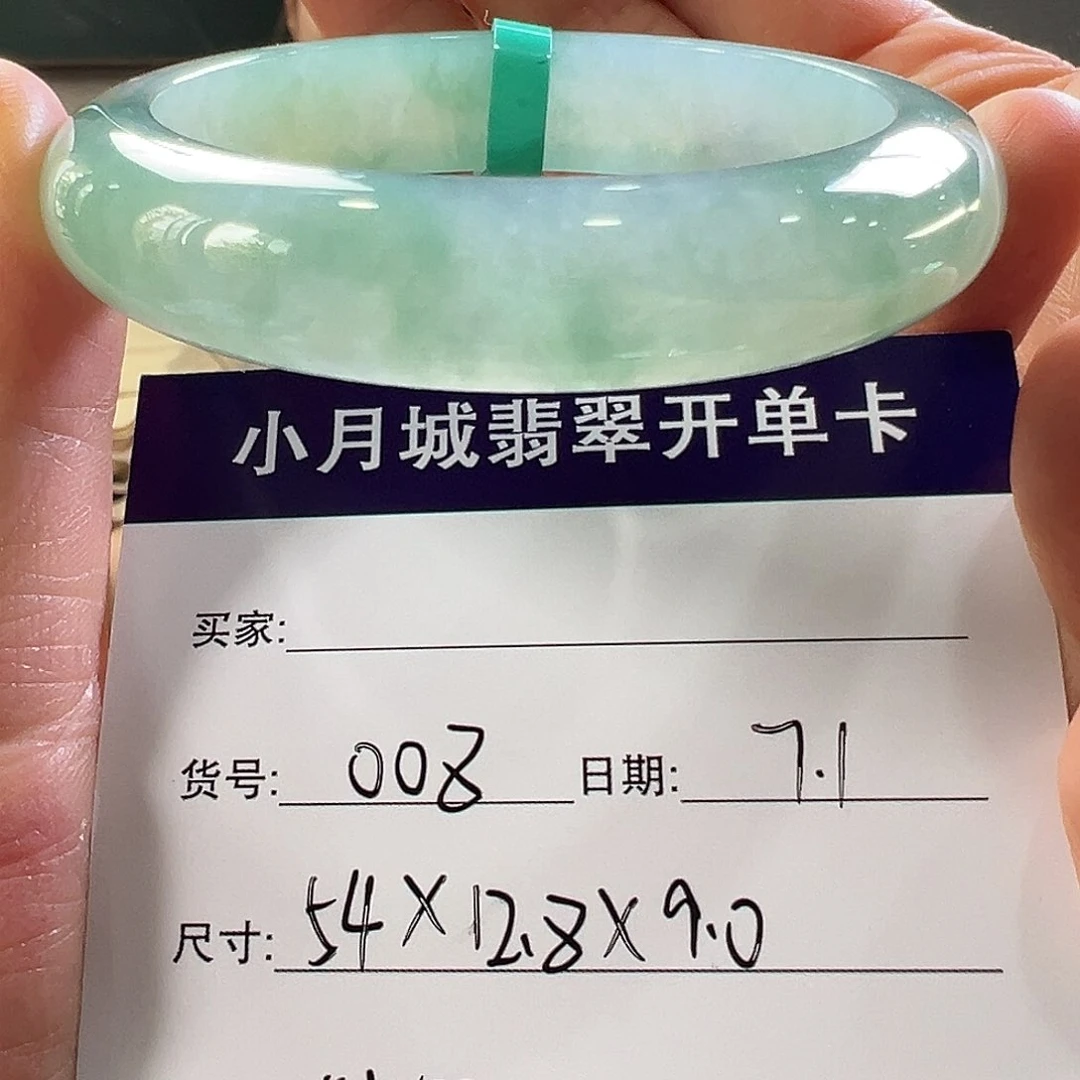 小月城翡翠开单卡
买家:
货号: 008 日期: 7.1
尺寸: 54×12.8×9.0